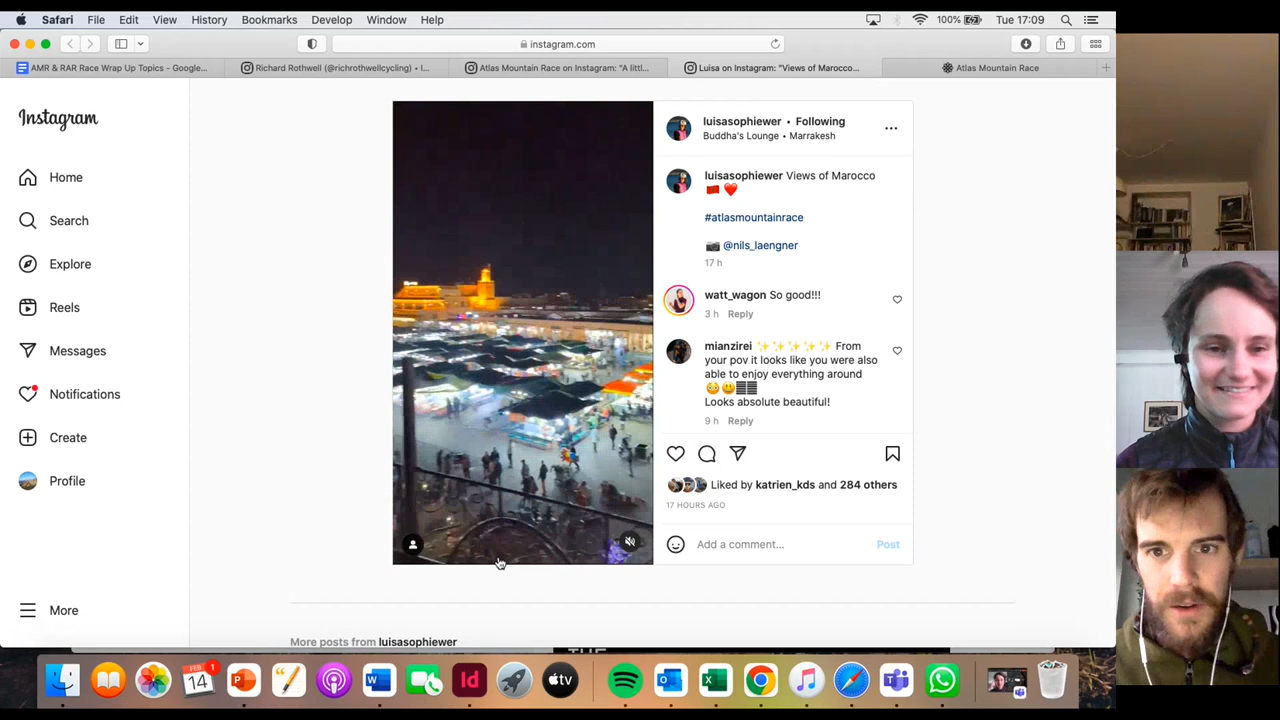 Safari File Edit View History Bookmarks Develop Window Help 100% Tue 17:09
instagram.com
AMR & RAR Race Wrap Up Topics - Google... Richard Rothwell (@richrothwellcycling) • I... Atlas Mountain Race on Instagram: "A littl... Luisa on Instagram: "Views of Marocco... Atlas Mountain Race
Instagram
Home
Search
Explore
Reels
Messages
Notifications
Create
Profile
More
luisasophiewer • Following
Buddha's Lounge • Marrakesh
luisasophiewer Views of Marocco
🇲🇦 ❤️
#atlasmountainrace
📷 @nils_laengner
17 h
watt_wagon So good!!!
3 h Reply
mianzirei ✨✨✨✨✨ From
your pov it looks like you were also
able to enjoy everything around
Looks absolute beautiful!
9 h Reply
Liked by katrien_kds and 284 others
17 HOURS AGO
Add a comment... Post
More posts from luisasophiewer
THE
FEB 1
14
W
Id
tv
X